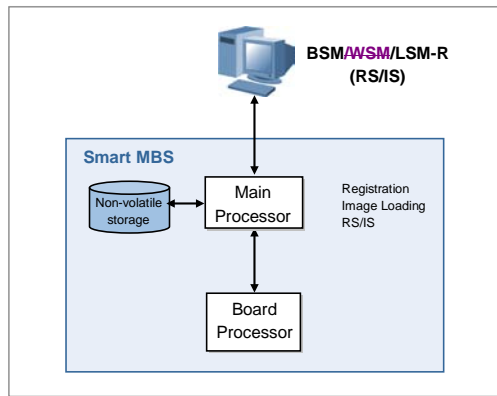 BSM/WSM/LSM-R
(RS/IS)
Smart MBS
Non-volatile
storage
Main
Processor
Registration
Image Loading
RS/IS
Board
Processor